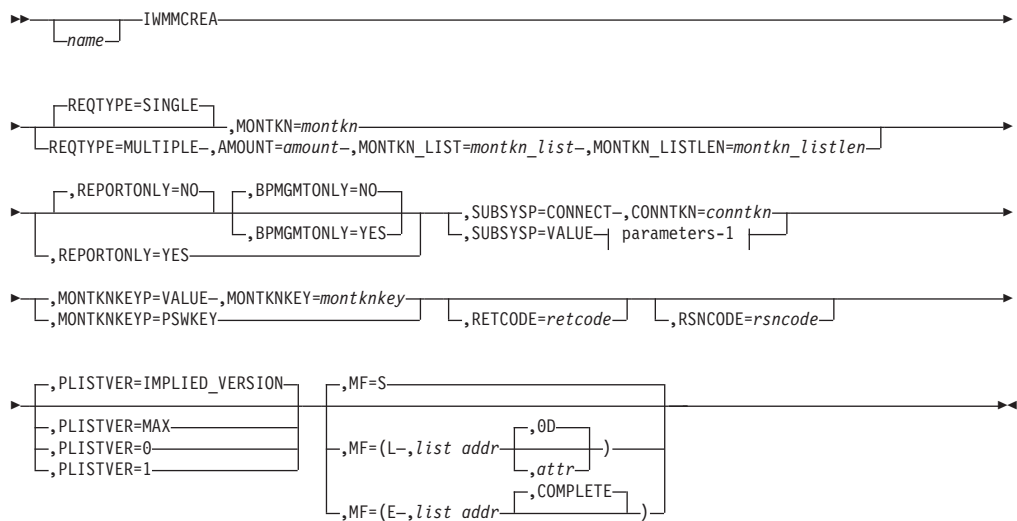 IWMMCREA
name
REQTYPE=SINGLE
,MONTKN=montkn
REQTYPE=MULTIPLE ,AMOUNT=amount ,MONTKN_LIST=montkn_list ,MONTKN_LISTLEN=montkn_listlen
,REPORTONLY=NO ,BPMGMTONLY=NO
,SUBSYSP=CONNECT ,CONNTKN=conntkn
,BPMGMTONLY=YES ,SUBSYSP=VALUE parameters-1
,REPORTONLY=YES
,MONTKNKEYP=VALUE ,MONTKNKEY=montknkey
,MONTKNKEYP=PSWKEY ,RETCODE=retcode ,RSNCODE=rsncode
,PLISTVER=IMPLIED_VERSION ,MF=S
,PLISTVER=MAX ,0D
,PLISTVER=0 ,MF=(L ,list addr )
,PLISTVER=1 ,attr
,COMPLETE
,MF=(E ,list addr )